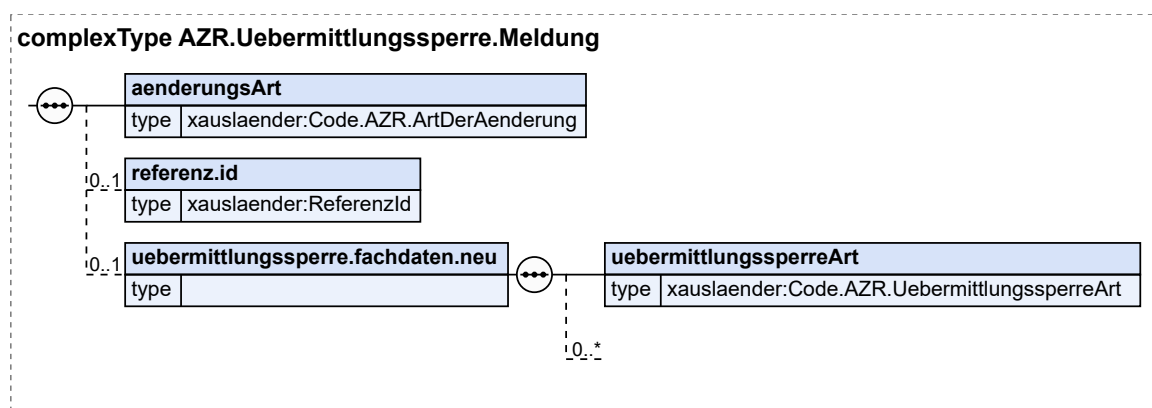 complexType AZR.Uebermittlungssperre.Meldung
aenderungsArt
type xauslaender:Code.AZR.ArtDerAenderung
0..1 referenz.id
type xauslaender:ReferenzId
0..1 uebermittlungssperre.fachdaten.neu uebermittlungssperreArt
type type xauslaender:Code.AZR.UebermittlungssperreArt
0..*